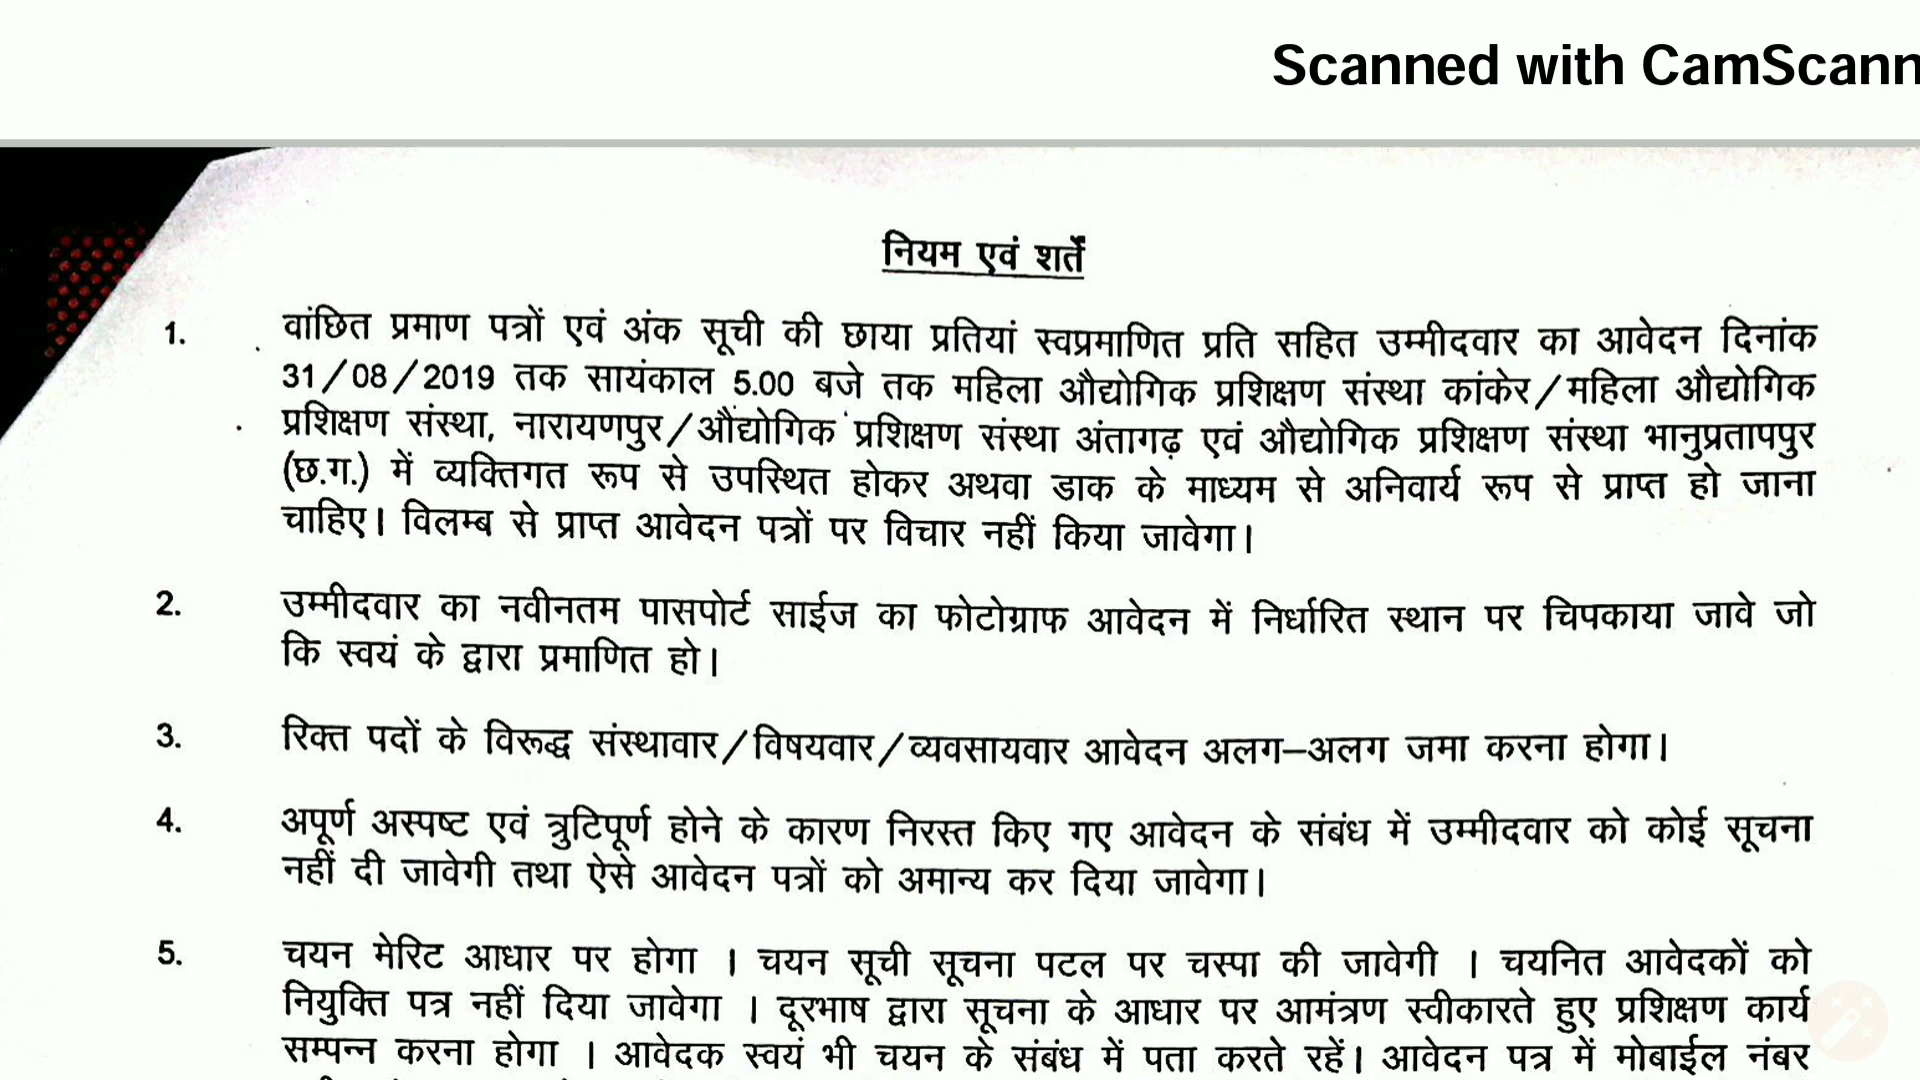 Scanned with CamScann
नियम एवं शर्तें
1. वांछित प्रमाण पत्रों एवं अंक सूची की छाया प्रतियां स्वप्रमाणित प्रति सहित उम्मीदवार का आवेदन दिनांक
31/08/2019 तक सायंकाल 5.00 बजे तक महिला औद्योगिक प्रशिक्षण संस्था कांकेर/महिला औद्योगिक
प्रशिक्षण संस्था, नारायणपुर/औद्योगिक प्रशिक्षण संस्था अंतागढ़ एवं औद्योगिक प्रशिक्षण संस्था भानुप्रतापपुर
(छ.ग.) में व्यक्तिगत रूप से उपस्थित होकर अथवा डाक के माध्यम से अनिवार्य रूप से प्राप्त हो जाना
चाहिए। विलम्ब से प्राप्त आवेदन पत्रों पर विचार नहीं किया जावेगा।
2. उम्मीदवार का नवीनतम पासपोर्ट साईज का फोटोग्राफ आवेदन में निर्धारित स्थान पर चिपकाया जावे जो
कि स्वयं के द्वारा प्रमाणित हो।
3. रिक्त पदों के विरूद्ध संस्थावार/विषयवार/व्यवसायवार आवेदन अलग–अलग जमा करना होगा।
4. अपूर्ण अस्पष्ट एवं त्रुटिपूर्ण होने के कारण निरस्त किए गए आवेदन के संबंध में उम्मीदवार को कोई सूचना
नहीं दी जावेगी तथा ऐसे आवेदन पत्रों को अमान्य कर दिया जावेगा।
5. चयन मेरिट आधार पर होगा । चयन सूची सूचना पटल पर चस्पा की जावेगी । चयनित आवेदकों को
नियुक्ति पत्र नहीं दिया जावेगा । दूरभाष द्वारा सूचना के आधार पर आमंत्रण स्वीकारते हुए प्रशिक्षण कार्य
सम्पन्न करना होगा । आवेदक स्वयं भी चयन के संबंध में पता करते रहें। आवेदन पत्र में मोबाईल नंबर